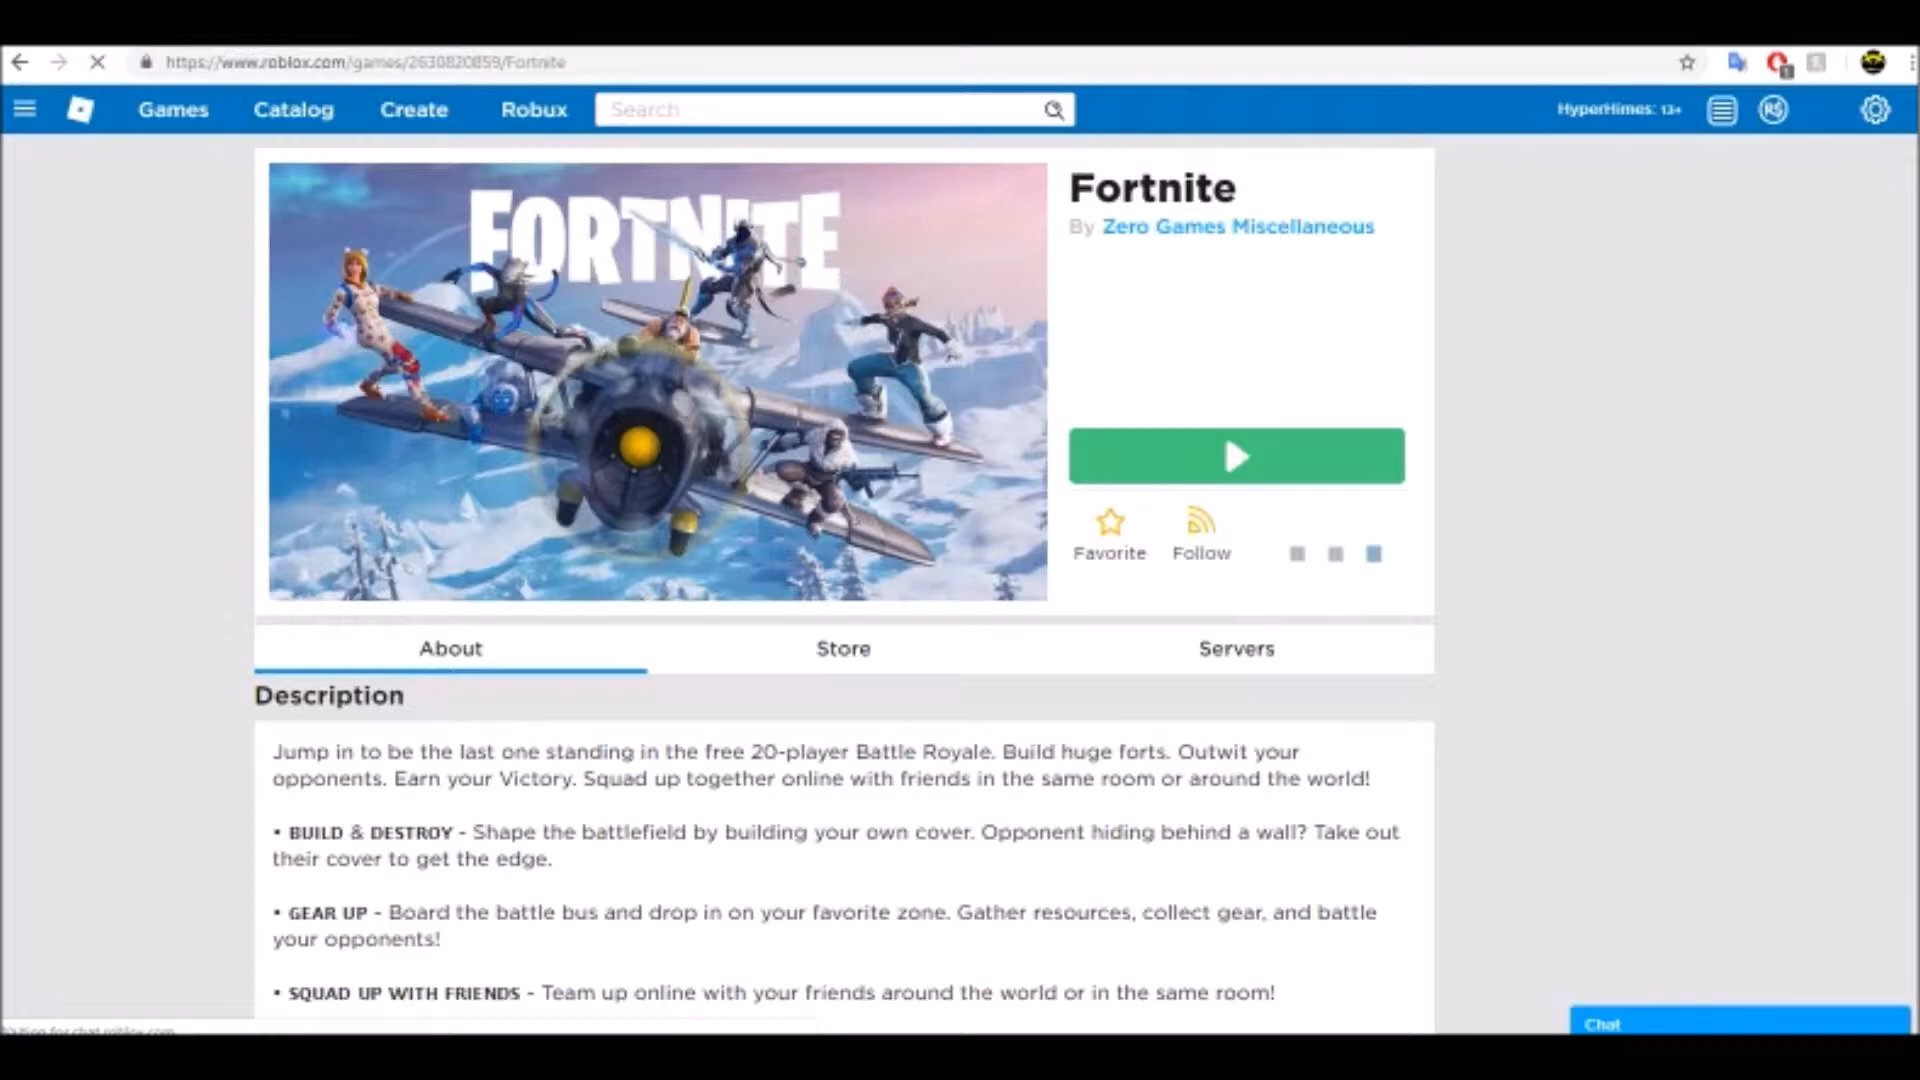 https://www.roblox.com/games/2630820859/Fortnite
Games Catalog Create Robux Search HyperHimes: 13+
FORTNITE
Fortnite
By Zero Games Miscellaneous
Favorite Follow
About Store Servers
Description
Jump in to be the last one standing in the free 20-player Battle Royale. Build huge forts. Outwit your
opponents. Earn your Victory. Squad up together online with friends in the same room or around the world!
• BUILD & DESTROY - Shape the battlefield by building your own cover. Opponent hiding behind a wall? Take out
their cover to get the edge.
• GEAR UP - Board the battle bus and drop in on your favorite zone. Gather resources, collect gear, and battle
your opponents!
• SQUAD UP WITH FRIENDS - Team up online with your friends around the world or in the same room!
Chat